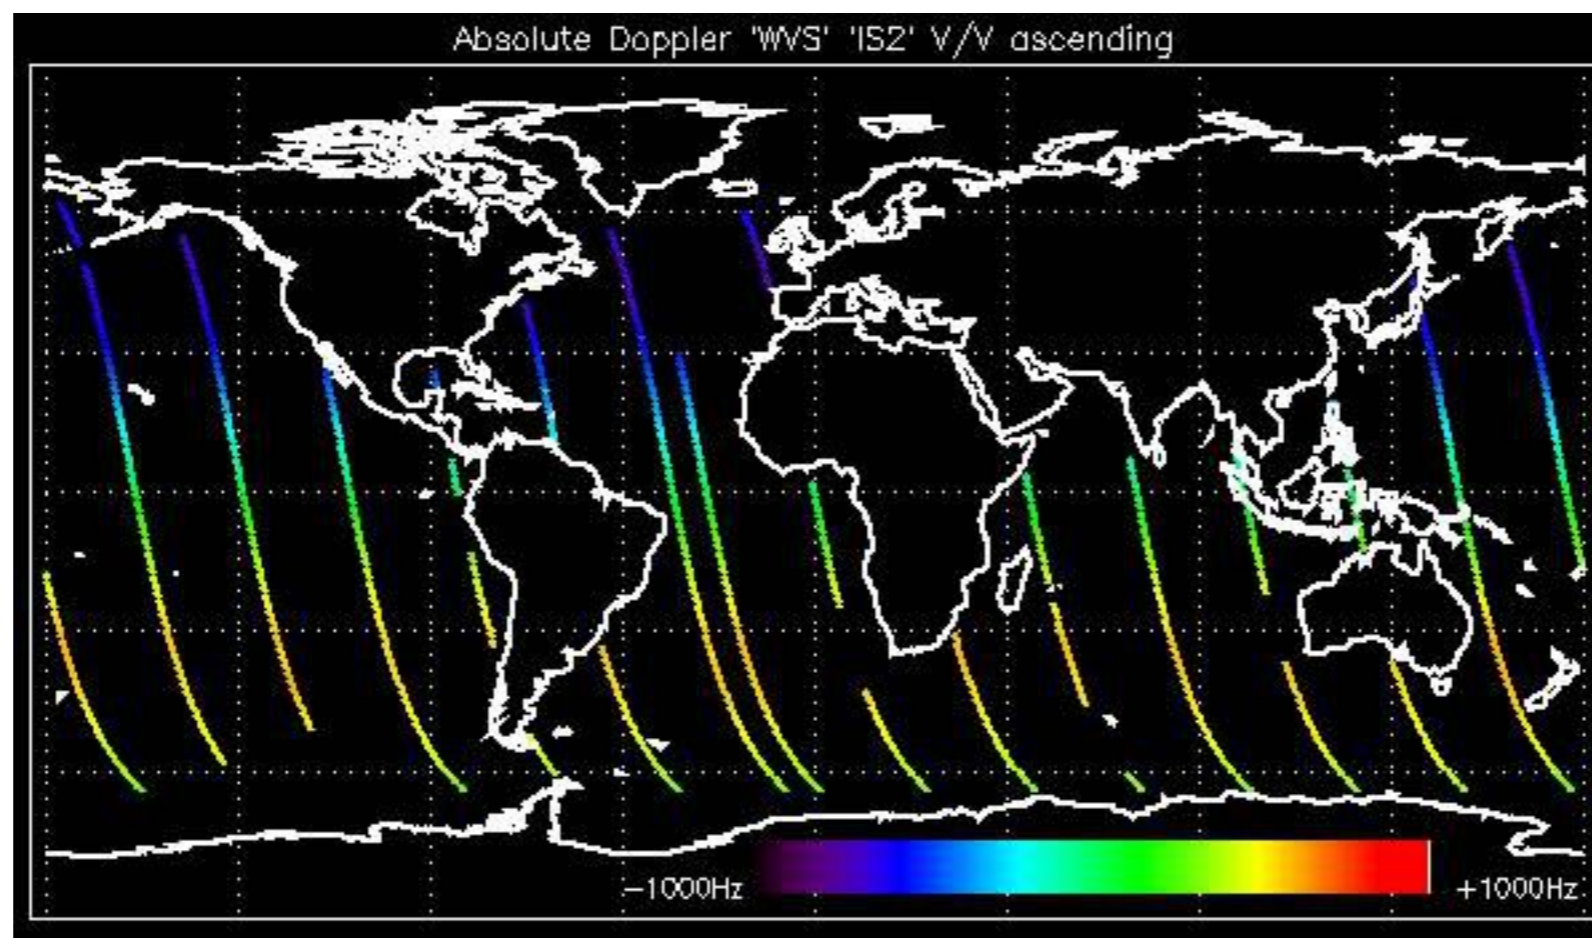 Absolute Doppler 'WVS' 'IS2' V/V ascending
−1000Hz
+1000Hz